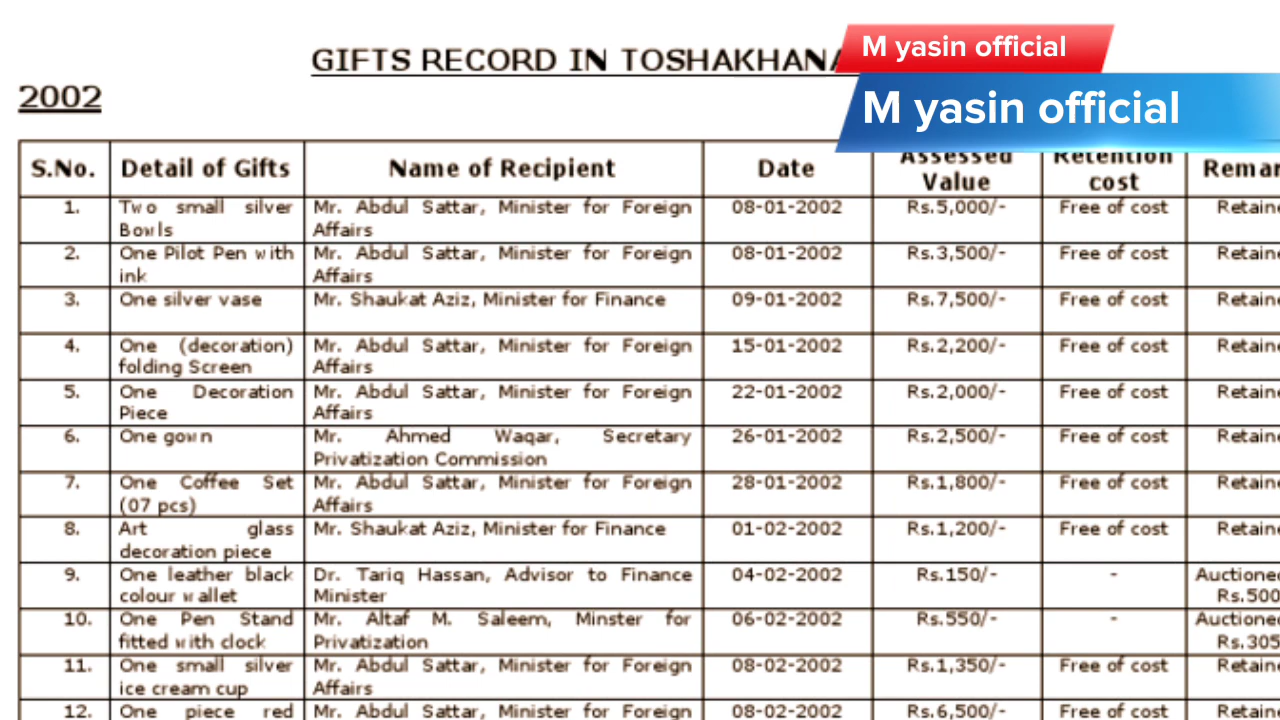 GIFTS RECORD IN TOSHAKHANA
2002
M yasin official
M yasin official
S.No. Detail of Gifts Name of Recipient Date Assessed Value Retention cost
1. Two small silver Bowls Mr. Abdul Sattar, Minister for Foreign Affairs 08-01-2002 Rs.5,000/- Free of cost
2. One Pilot Pen with ink Mr. Abdul Sattar, Minister for Foreign Affairs 08-01-2002 Rs.3,500/- Free of cost
3. One silver vase Mr. Shaukat Aziz, Minister for Finance 09-01-2002 Rs.7,500/- Free of cost
4. One (decoration) folding Screen Mr. Abdul Sattar, Minister for Foreign Affairs 15-01-2002 Rs.2,200/- Free of cost
5. One Decoration Piece Mr. Abdul Sattar, Minister for Foreign Affairs 22-01-2002 Rs.2,000/- Free of cost
6. One gown Mr. Ahmed Waqar, Secretary Privatization Commission 26-01-2002 Rs.2,500/- Free of cost
7. One Coffee Set (07 pcs) Mr. Abdul Sattar, Minister for Foreign Affairs 28-01-2002 Rs.1,800/- Free of cost
8. Art glass decoration piece Mr. Shaukat Aziz, Minister for Finance 01-02-2002 Rs.1,200/- Free of cost
9. One leather black colour wallet Dr. Tariq Hassan, Advisor to Finance Minister 04-02-2002 Rs.150/- - Rs.500
10. One Pen Stand fitted with clock Mr. Altaf M. Saleem, Minster for Privatization 06-02-2002 Rs.550/- - Rs.305
11. One small silver ice cream cup Mr. Abdul Sattar, Minister for Foreign Affairs 08-02-2002 Rs.1,350/- Free of cost
12. One piece red Mr. Abdul Sattar, Minister for Foreign 08-02-2002 Rs.6,500/- Free of cost